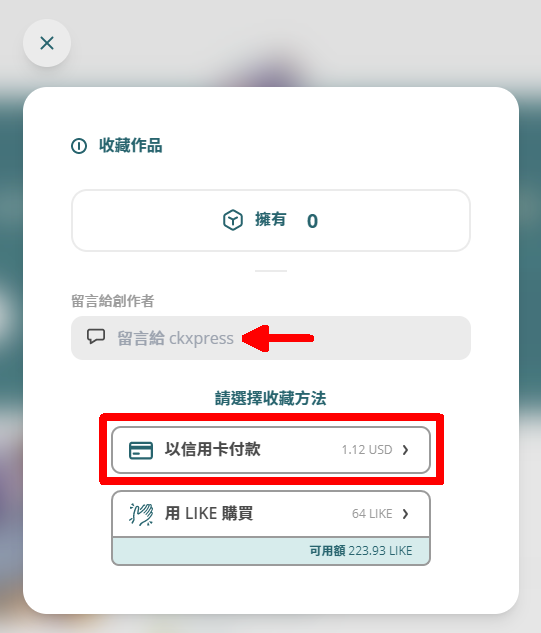 收藏作品
擁有 0
留言給創作者
留言給 ckxpress
請選擇收藏方法
以信用卡付款 1.12 USD
用 LIKE 購買 64 LIKE
可用額 223.93 LIKE